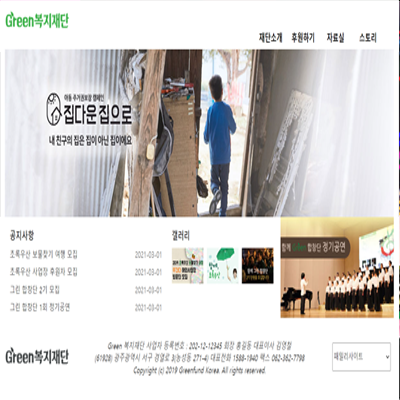 Green복지재단
재단소개 후원하기 자료실 스토리
아동 주거권보장 캠페인
집다운 집으로
내 친구의 집은 집이 아닌 집이에요
공지사항
초록우산 보물찾기 여행 모집 2021-03-01
초록우산 사업장 후원자 모집 2021-03-01
그린 합창단 2기 모집 2021-03-01
그린 합창단 1회 정기공연 2021-03-01
갤러리
함께 Green 합창단 정기공연
Green복지재단
Green 복지재단 사업자 등록번호 : 202-12-12345 회장 홍길동 대표이사 김영철
(61928) 광주광역시 서구 경열로 3(농성동 271-4) 대표전화 1588-1940 팩스 062-362-7798
Copyright (c) 2019 Greenfund Korea. All rights reserved.
패밀리사이트